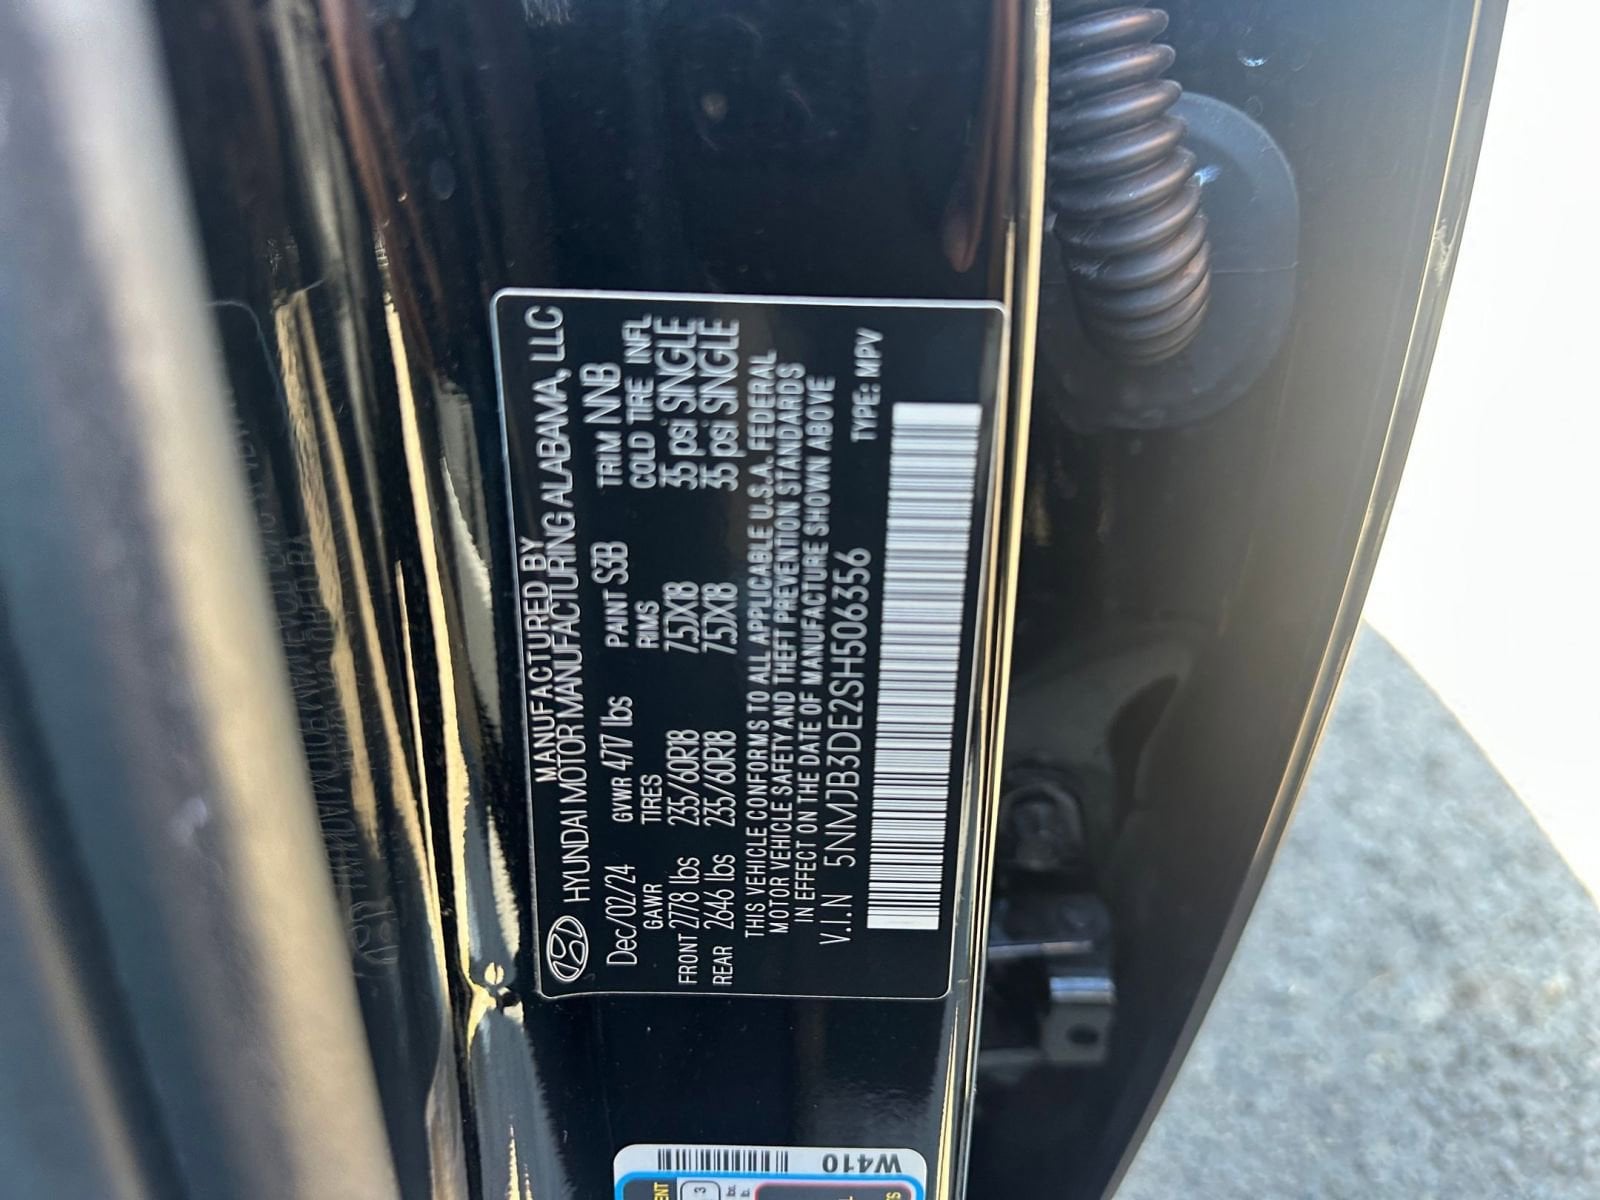 MANUFACTURED BY
HYUNDAI MOTOR MANUFACTURING ALABAMA, LLC
Dec/02/24 GVWR 4717 lbs PAINT S3B TRIM NNB
GAWR TIRES RIMS COLD TIRE INFL
FRONT 2778 lbs 235/60R18 7.5JX18 35 psi SINGLE
REAR 2646 lbs 235/60R18 7.5JX18 35 psi SINGLE
THIS VEHICLE CONFORMS TO ALL APPLICABLE U.S.A. FEDERAL
MOTOR VEHICLE SAFETY AND THEFT PREVENTION STANDARDS
IN EFFECT ON THE DATE OF MANUFACTURE SHOWN ABOVE
V.I.N 5NMJB3DE2SH506356 TYPE: MPV
W410